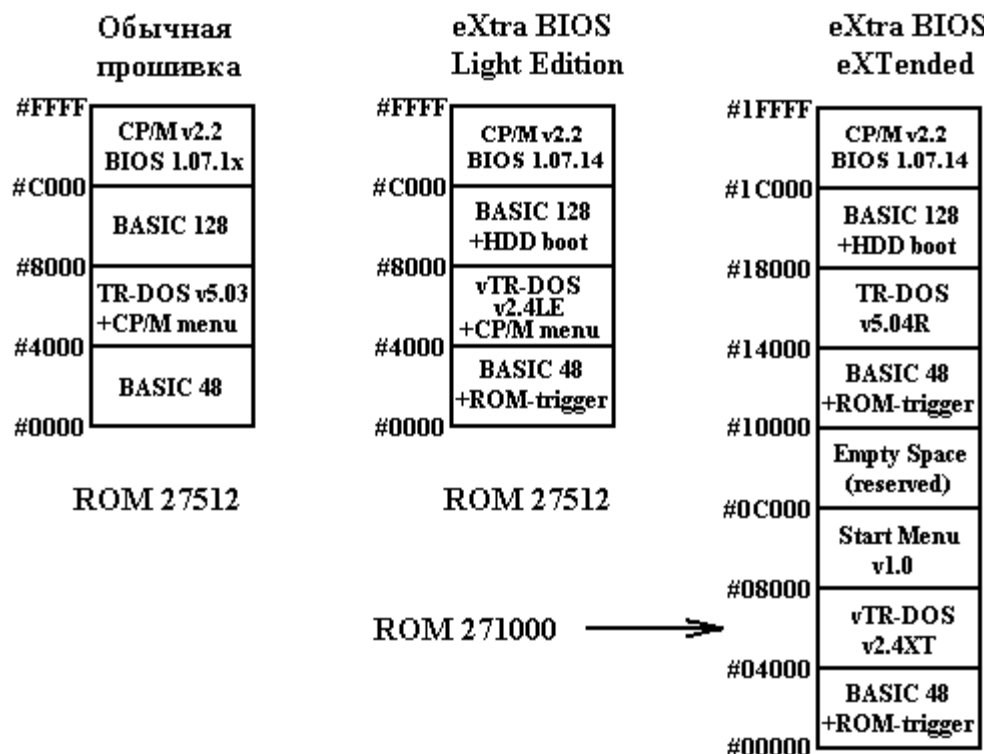 Обычная
прошивка
#FFFF
CP/M v2.2
BIOS 1.07.1x
#C000
BASIC 128
#8000
TR-DOS v5.03
+CP/M menu
#4000
BASIC 48
#0000
ROM 27512
eXtra BIOS
Light Edition
#FFFF
CP/M v2.2
BIOS 1.07.14
#C000
BASIC 128
+HDD boot
#8000
vTR-DOS
v2.4LE
+CP/M menu
#4000
BASIC 48
+ROM-trigger
#0000
ROM 27512
ROM 271000
eXtra BIOS
eXTended
#1FFFF
CP/M v2.2
BIOS 1.07.14
#1C000
BASIC 128
+HDD boot
#18000
TR-DOS
v5.04R
#14000
BASIC 48
+ROM-trigger
#10000
Empty Space
(reserved)
#0C000
Start Menu
v1.0
#08000
vTR-DOS
v2.4XT
#04000
BASIC 48
+ROM-trigger
#00000